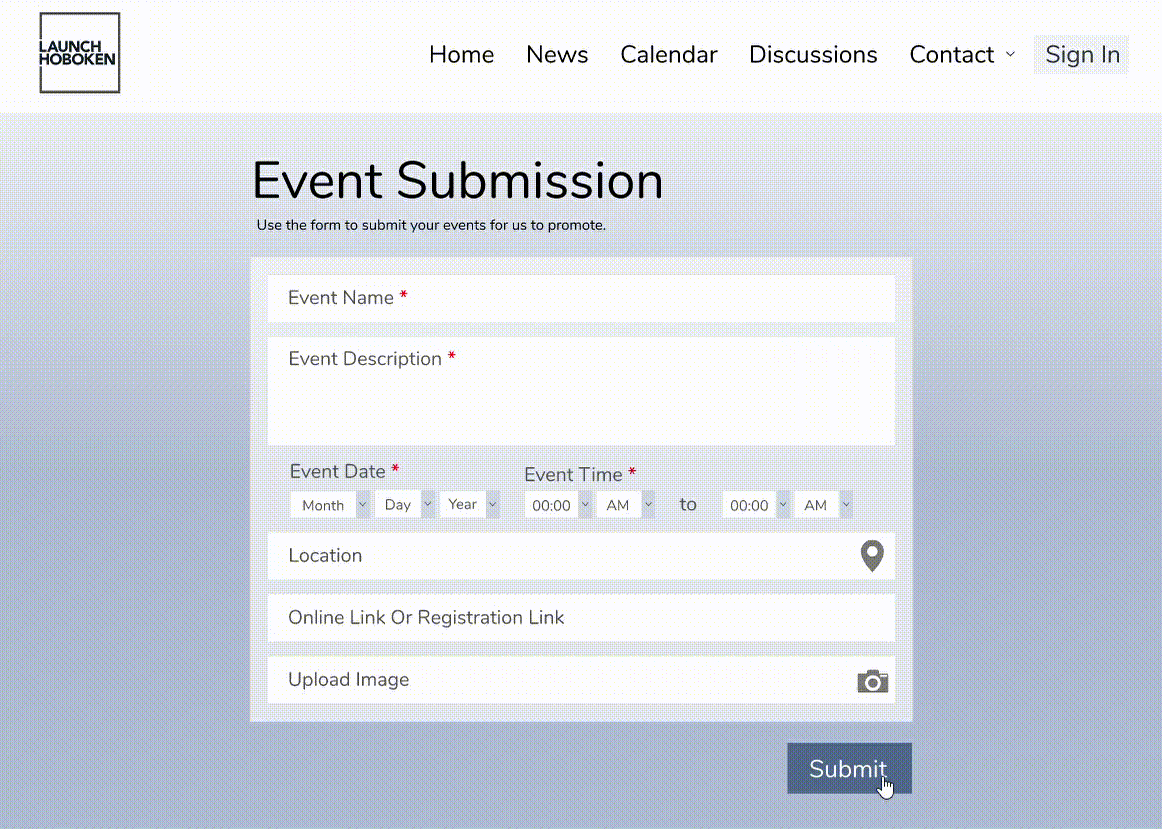 LAUNCH
HOBOKEN
Home News Calendar Discussions Contact Sign In
Event Submission
Use the form to submit your events for us to promote.
Event Name *
Event Description *
Event Date * Event Time *
Month Day Year 00:00 AM to 00:00 AM
Location
Online Link Or Registration Link
Upload Image
Submit